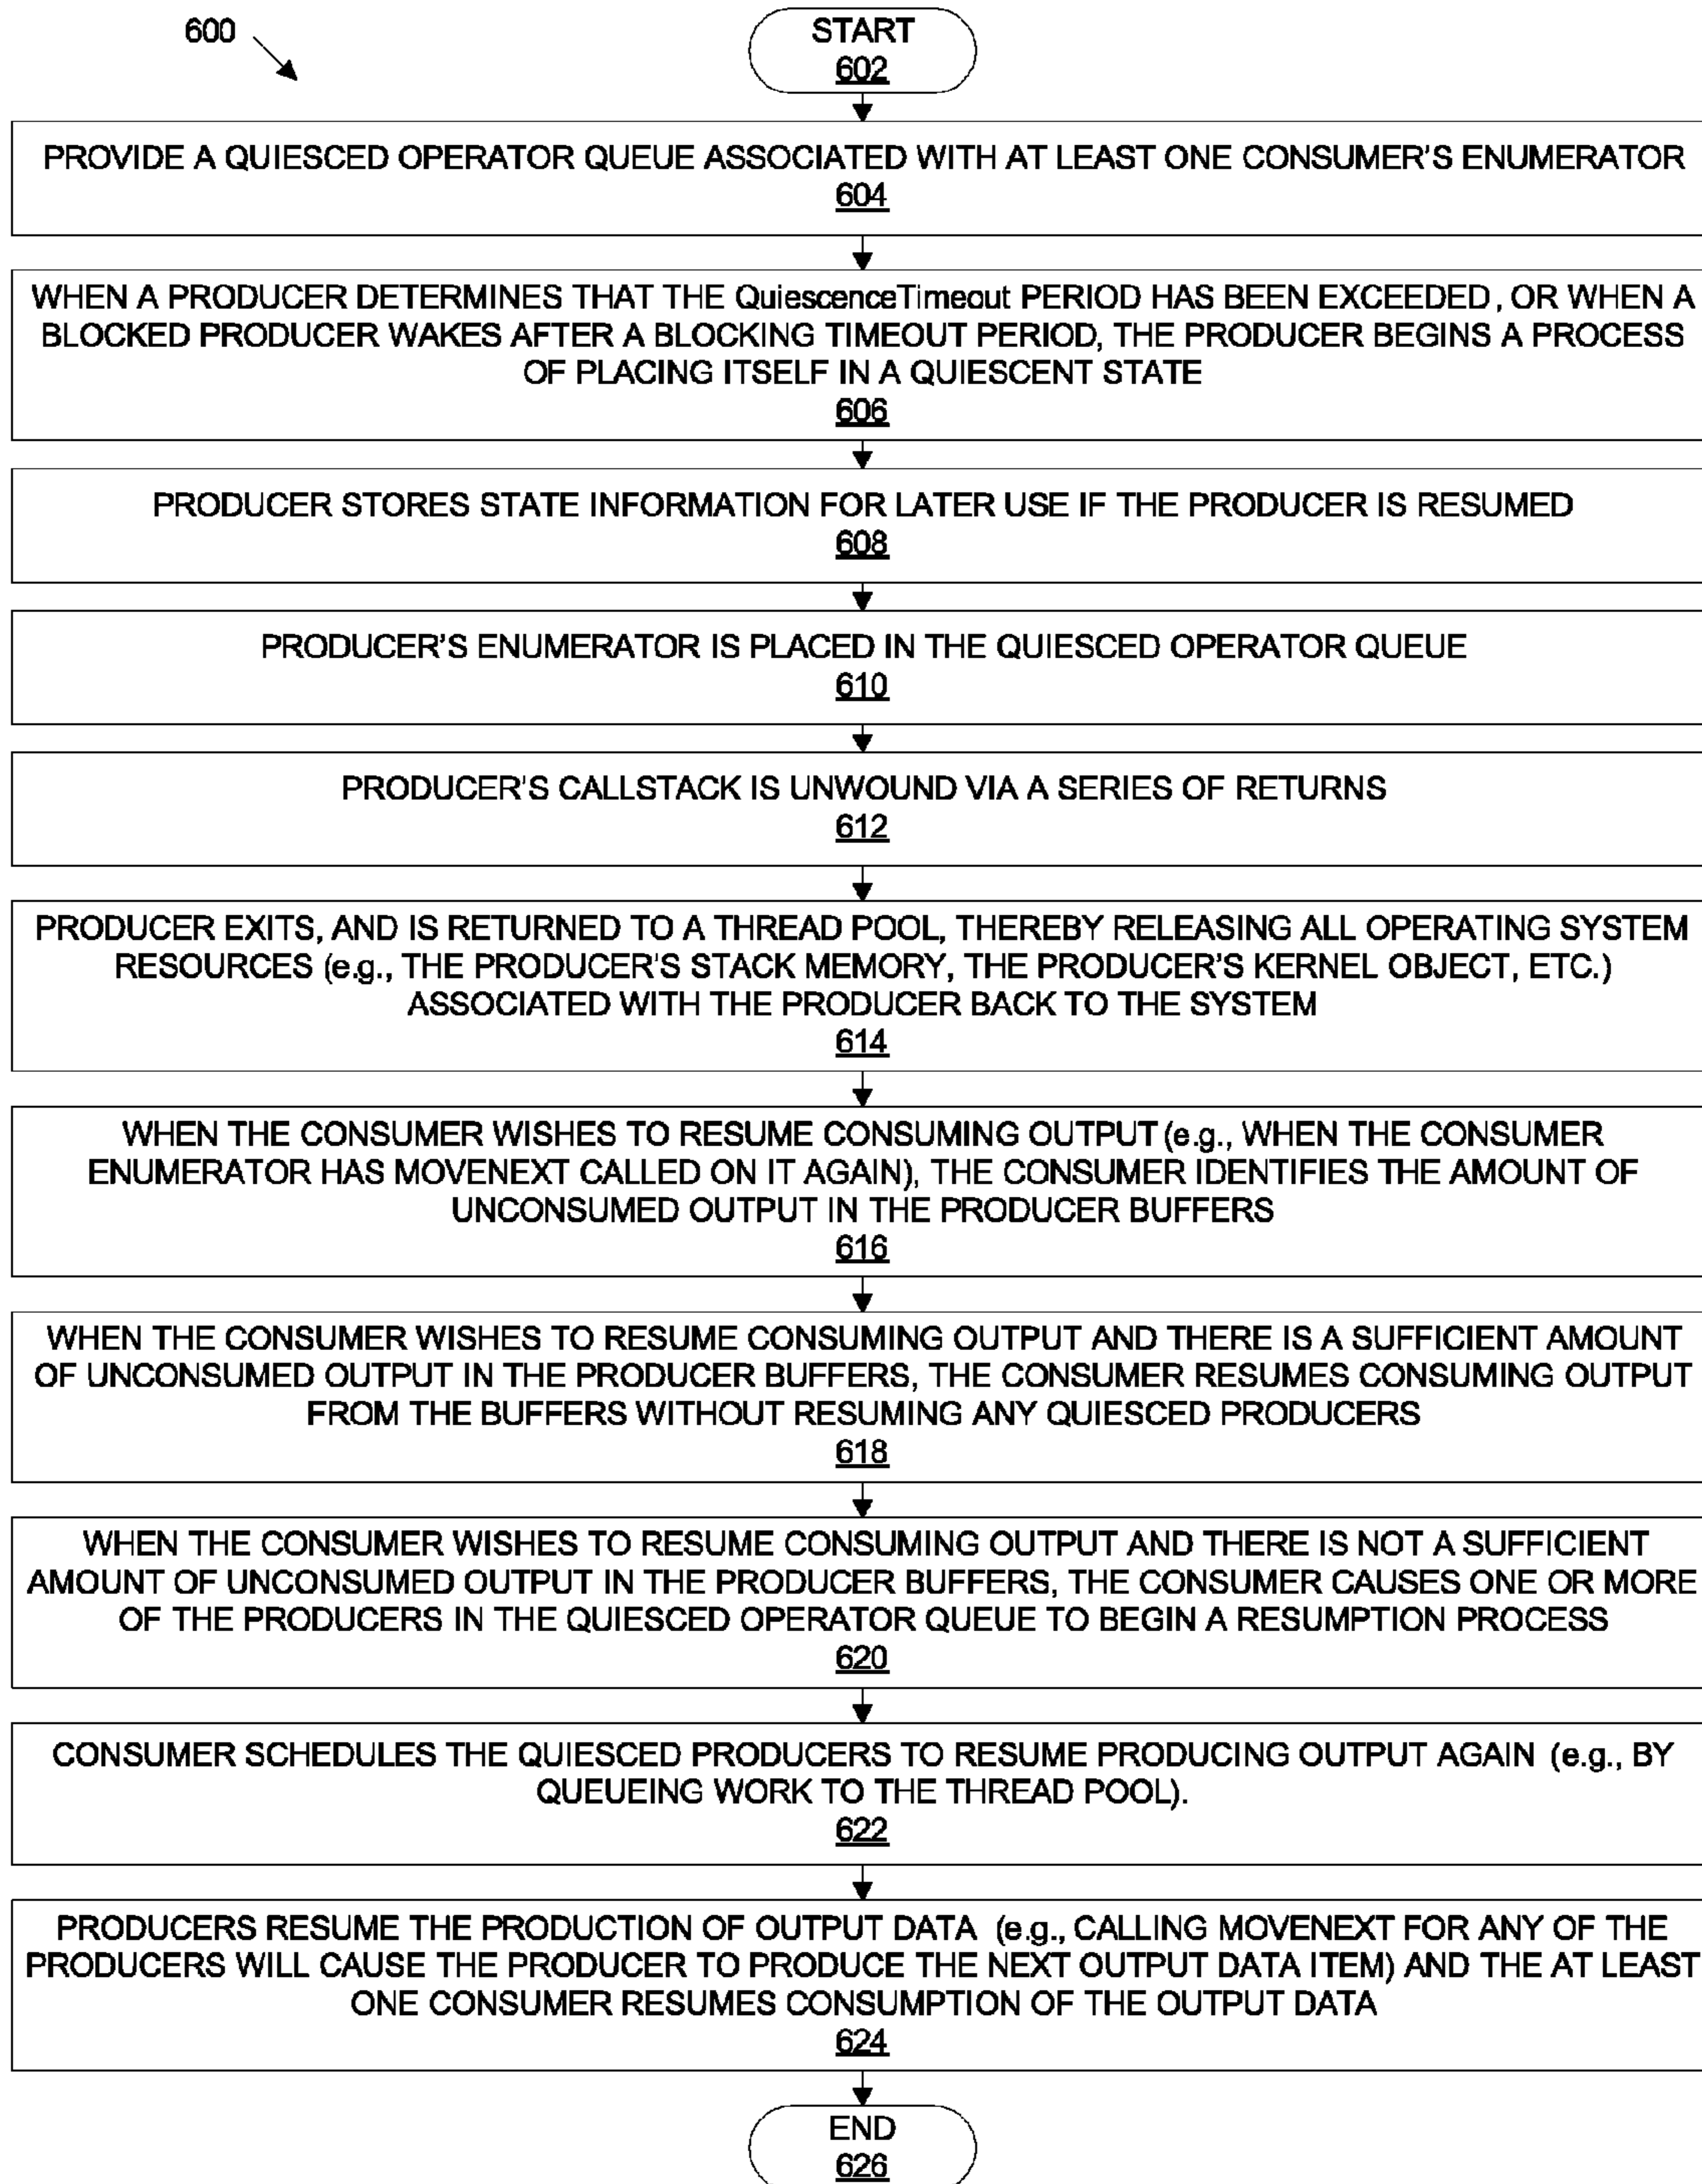 600
START
602
PROVIDE A QUIESCED OPERATOR QUEUE ASSOCIATED WITH AT LEAST ONE CONSUMER'S ENUMERATOR
604
WHEN A PRODUCER DETERMINES THAT THE QuiescenceTimeout PERIOD HAS BEEN EXCEEDED, OR WHEN A
BLOCKED PRODUCER WAKES AFTER A BLOCKING TIMEOUT PERIOD, THE PRODUCER BEGINS A PROCESS
OF PLACING ITSELF IN A QUIESCENT STATE
606
PRODUCER STORES STATE INFORMATION FOR LATER USE IF THE PRODUCER IS RESUMED
608
PRODUCER'S ENUMERATOR IS PLACED IN THE QUIESCED OPERATOR QUEUE
610
PRODUCER'S CALLSTACK IS UNWOUND VIA A SERIES OF RETURNS
612
PRODUCER EXITS, AND IS RETURNED TO A THREAD POOL, THEREBY RELEASING ALL OPERATING SYSTEM
RESOURCES (e.g., THE PRODUCER'S STACK MEMORY, THE PRODUCER'S KERNEL OBJECT, ETC.)
ASSOCIATED WITH THE PRODUCER BACK TO THE SYSTEM
614
WHEN THE CONSUMER WISHES TO RESUME CONSUMING OUTPUT (e.g., WHEN THE CONSUMER
ENUMERATOR HAS MOVENEXT CALLED ON IT AGAIN), THE CONSUMER IDENTIFIES THE AMOUNT OF
UNCONSUMED OUTPUT IN THE PRODUCER BUFFERS
616
WHEN THE CONSUMER WISHES TO RESUME CONSUMING OUTPUT AND THERE IS A SUFFICIENT AMOUNT
OF UNCONSUMED OUTPUT IN THE PRODUCER BUFFERS, THE CONSUMER RESUMES CONSUMING OUTPUT
FROM THE BUFFERS WITHOUT RESUMING ANY QUIESCED PRODUCERS
618
WHEN THE CONSUMER WISHES TO RESUME CONSUMING OUTPUT AND THERE IS NOT A SUFFICIENT
AMOUNT OF UNCONSUMED OUTPUT IN THE PRODUCER BUFFERS, THE CONSUMER CAUSES ONE OR MORE
OF THE PRODUCERS IN THE QUIESCED OPERATOR QUEUE TO BEGIN A RESUMPTION PROCESS
620
CONSUMER SCHEDULES THE QUIESCED PRODUCERS TO RESUME PRODUCING OUTPUT AGAIN (e.g., BY
QUEUEING WORK TO THE THREAD POOL).
622
PRODUCERS RESUME THE PRODUCTION OF OUTPUT DATA (e.g., CALLING MOVENEXT FOR ANY OF THE
PRODUCERS WILL CAUSE THE PRODUCER TO PRODUCE THE NEXT OUTPUT DATA ITEM) AND THE AT LEAST
ONE CONSUMER RESUMES CONSUMPTION OF THE OUTPUT DATA
624
END
626